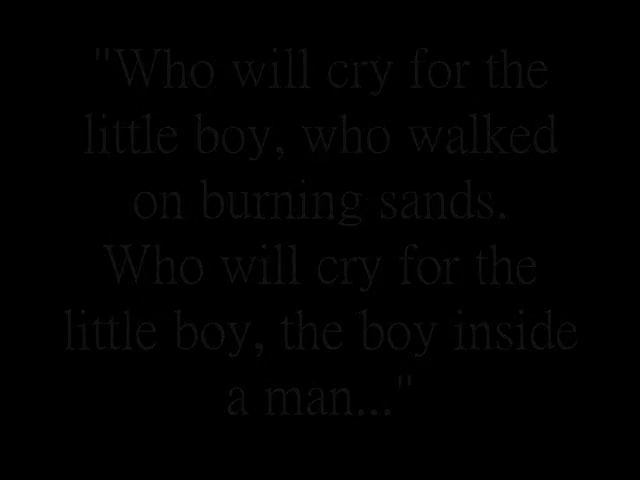 "Who will cry for the
little boy, who walked
on burning sands.
Who will cry for the
little boy, the boy inside
a man..."